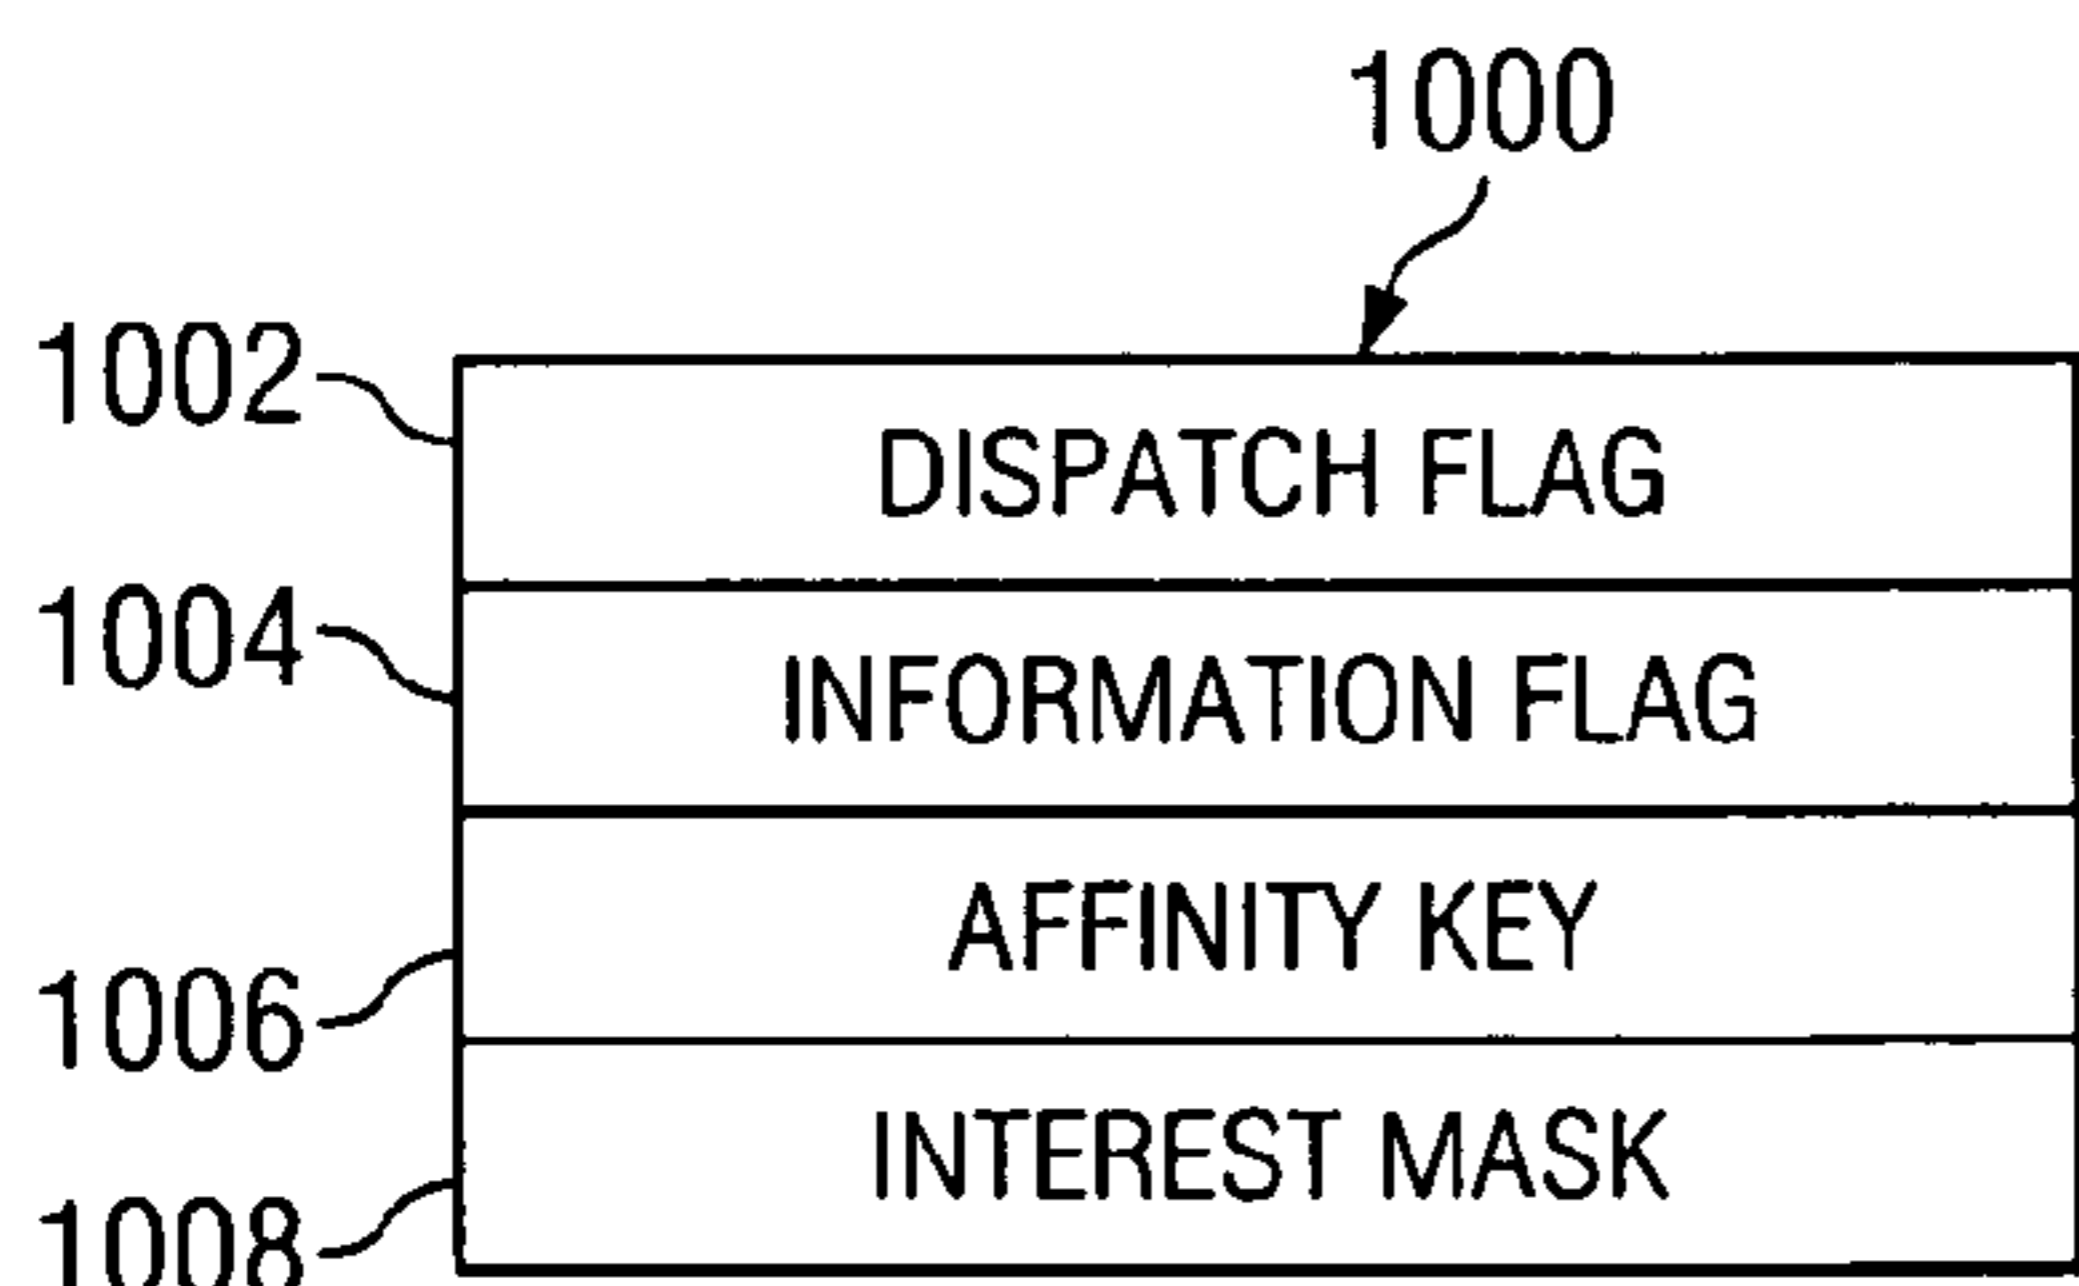 1000
1002
DISPATCH FLAG
1004
INFORMATION FLAG
AFFINITY KEY
1006
INTEREST MASK
1008